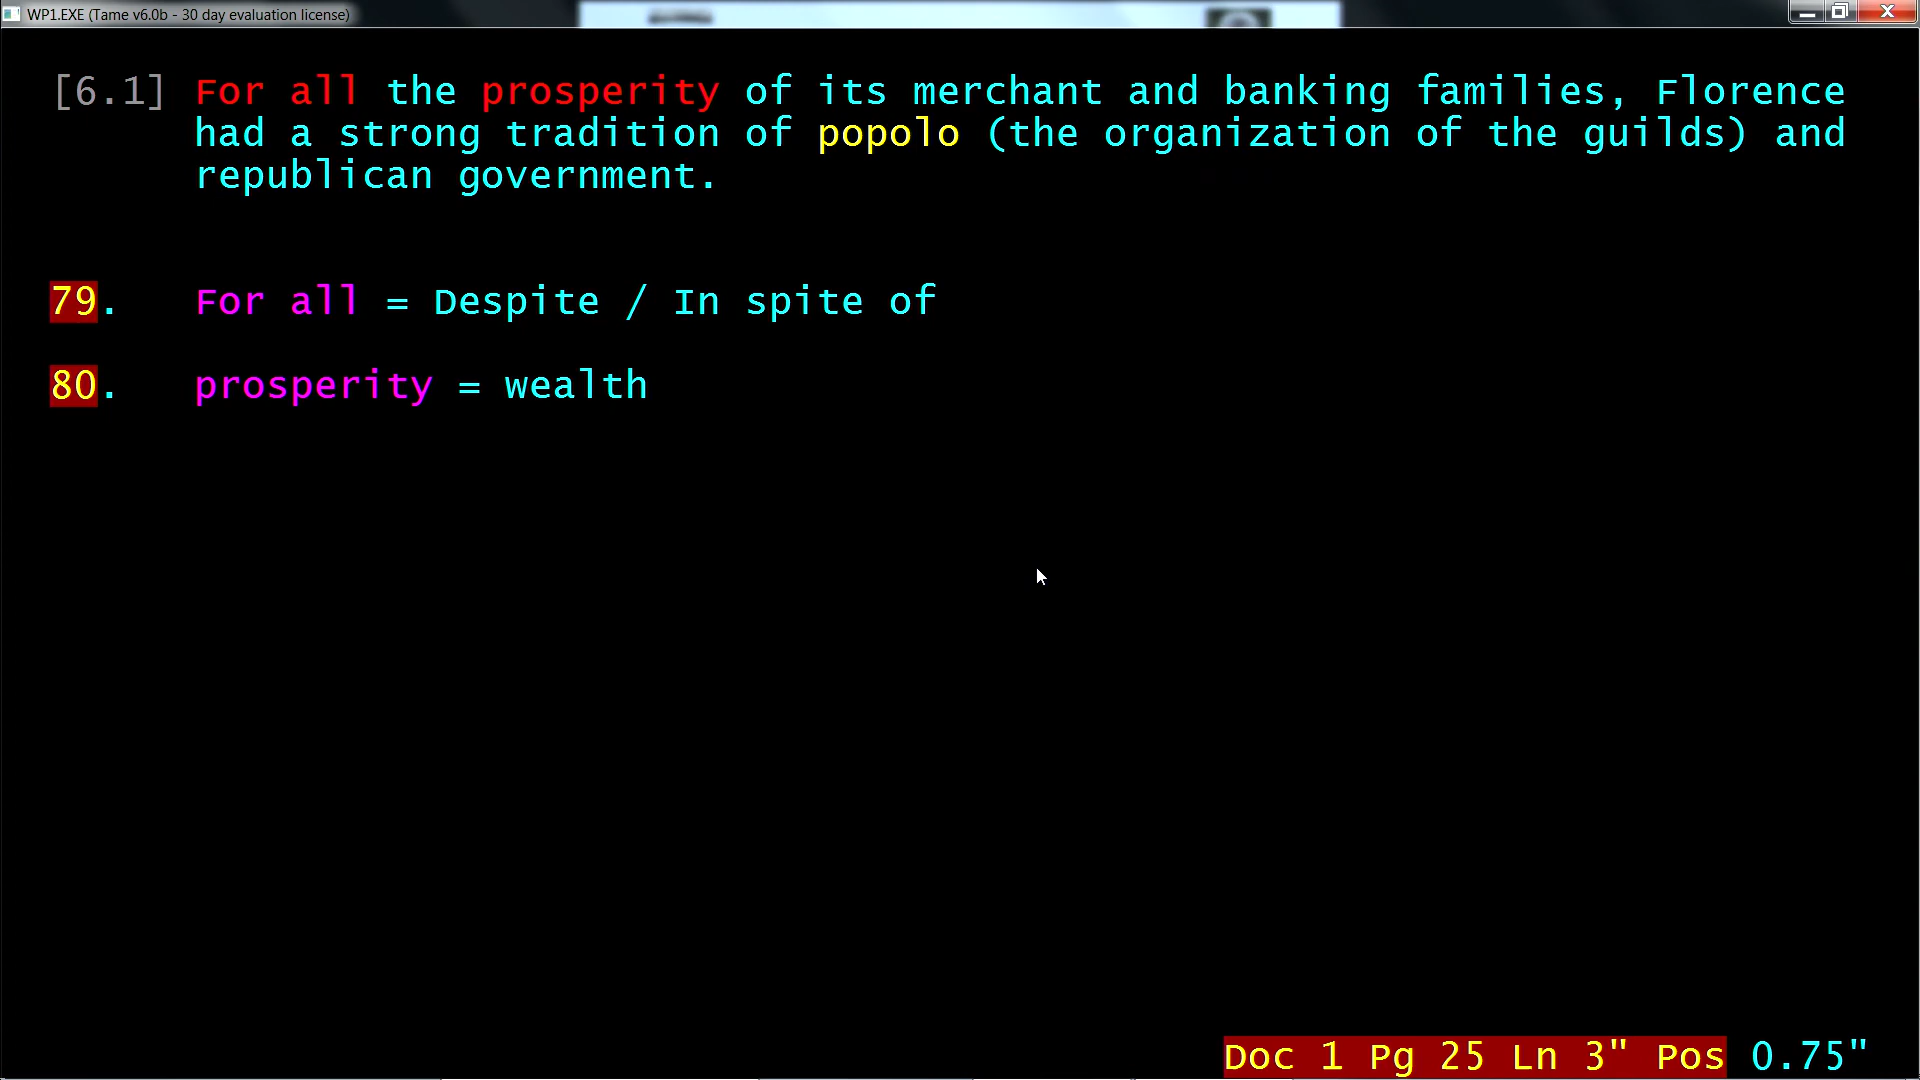 WP1.EXE (Tame v6.0b - 30 day evaluation license)
[6.1] For all the prosperity of its merchant and banking families, Florence
had a strong tradition of popolo (the organization of the guilds) and
republican government.
79. For all = Despite / In spite of
80. prosperity = wealth
Doc 1 Pg 25 Ln 3" Pos 0.75"